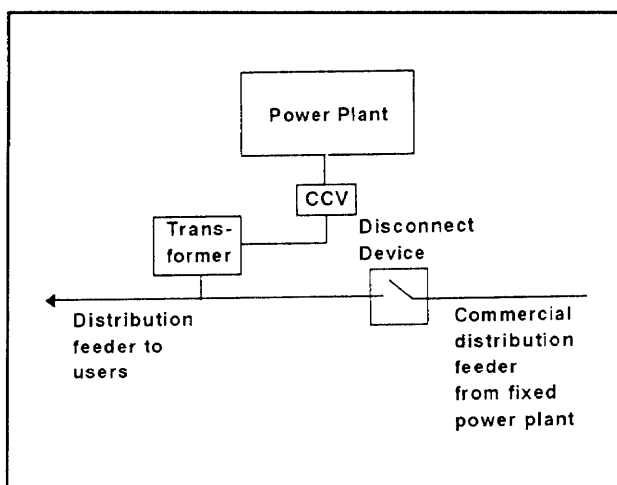 Power Plant
CCV
Trans-
former
Disconnect
Device
Distribution
feeder to
users
Commercial
distribution
feeder
from fixed
power plant